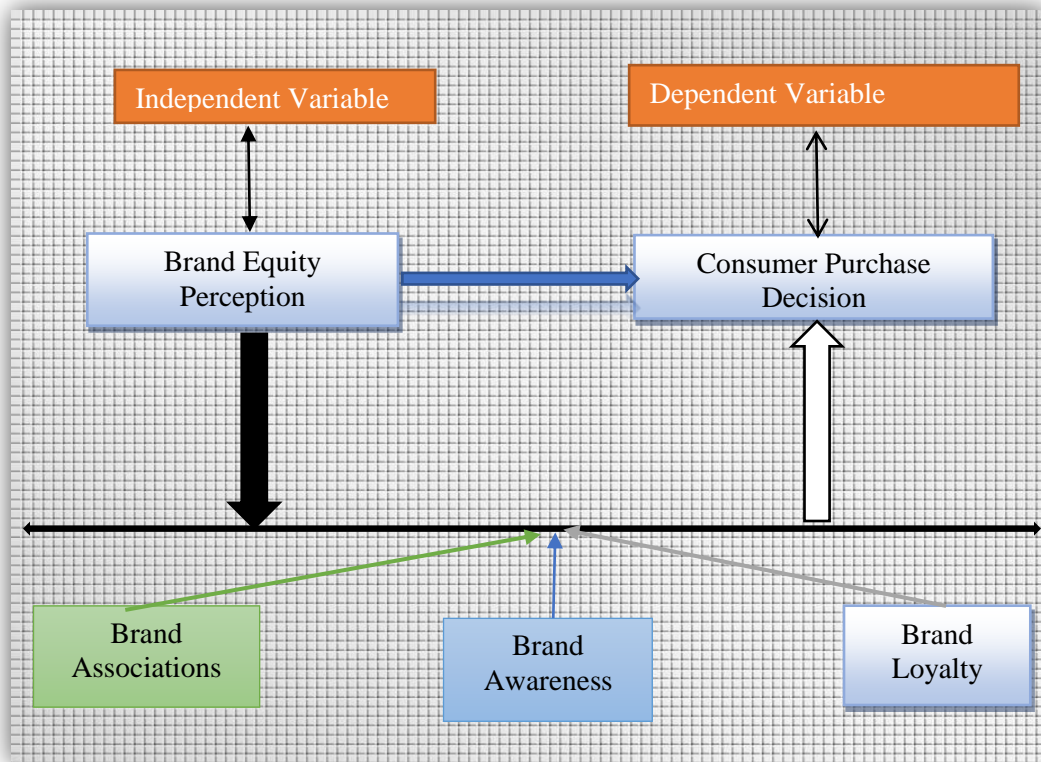 Independent Variable
Dependent Variable
Brand Equity
Perception
Consumer Purchase
Decision
Brand
Associations
Brand
Awareness
Brand
Loyalty